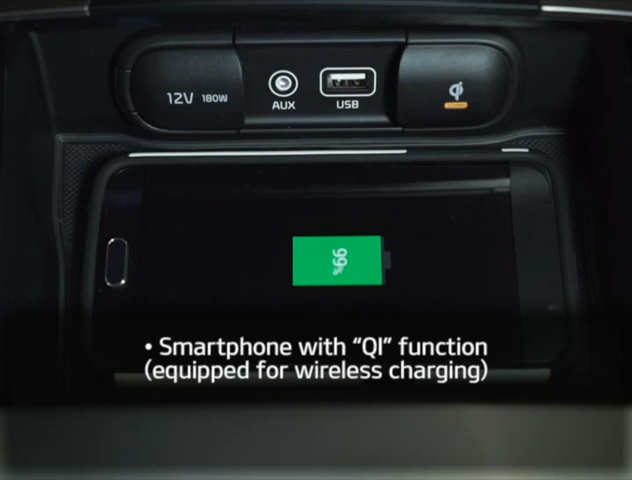 12V 180W
AUX
USB
99%
• Smartphone with “QI” function
(equipped for wireless charging)